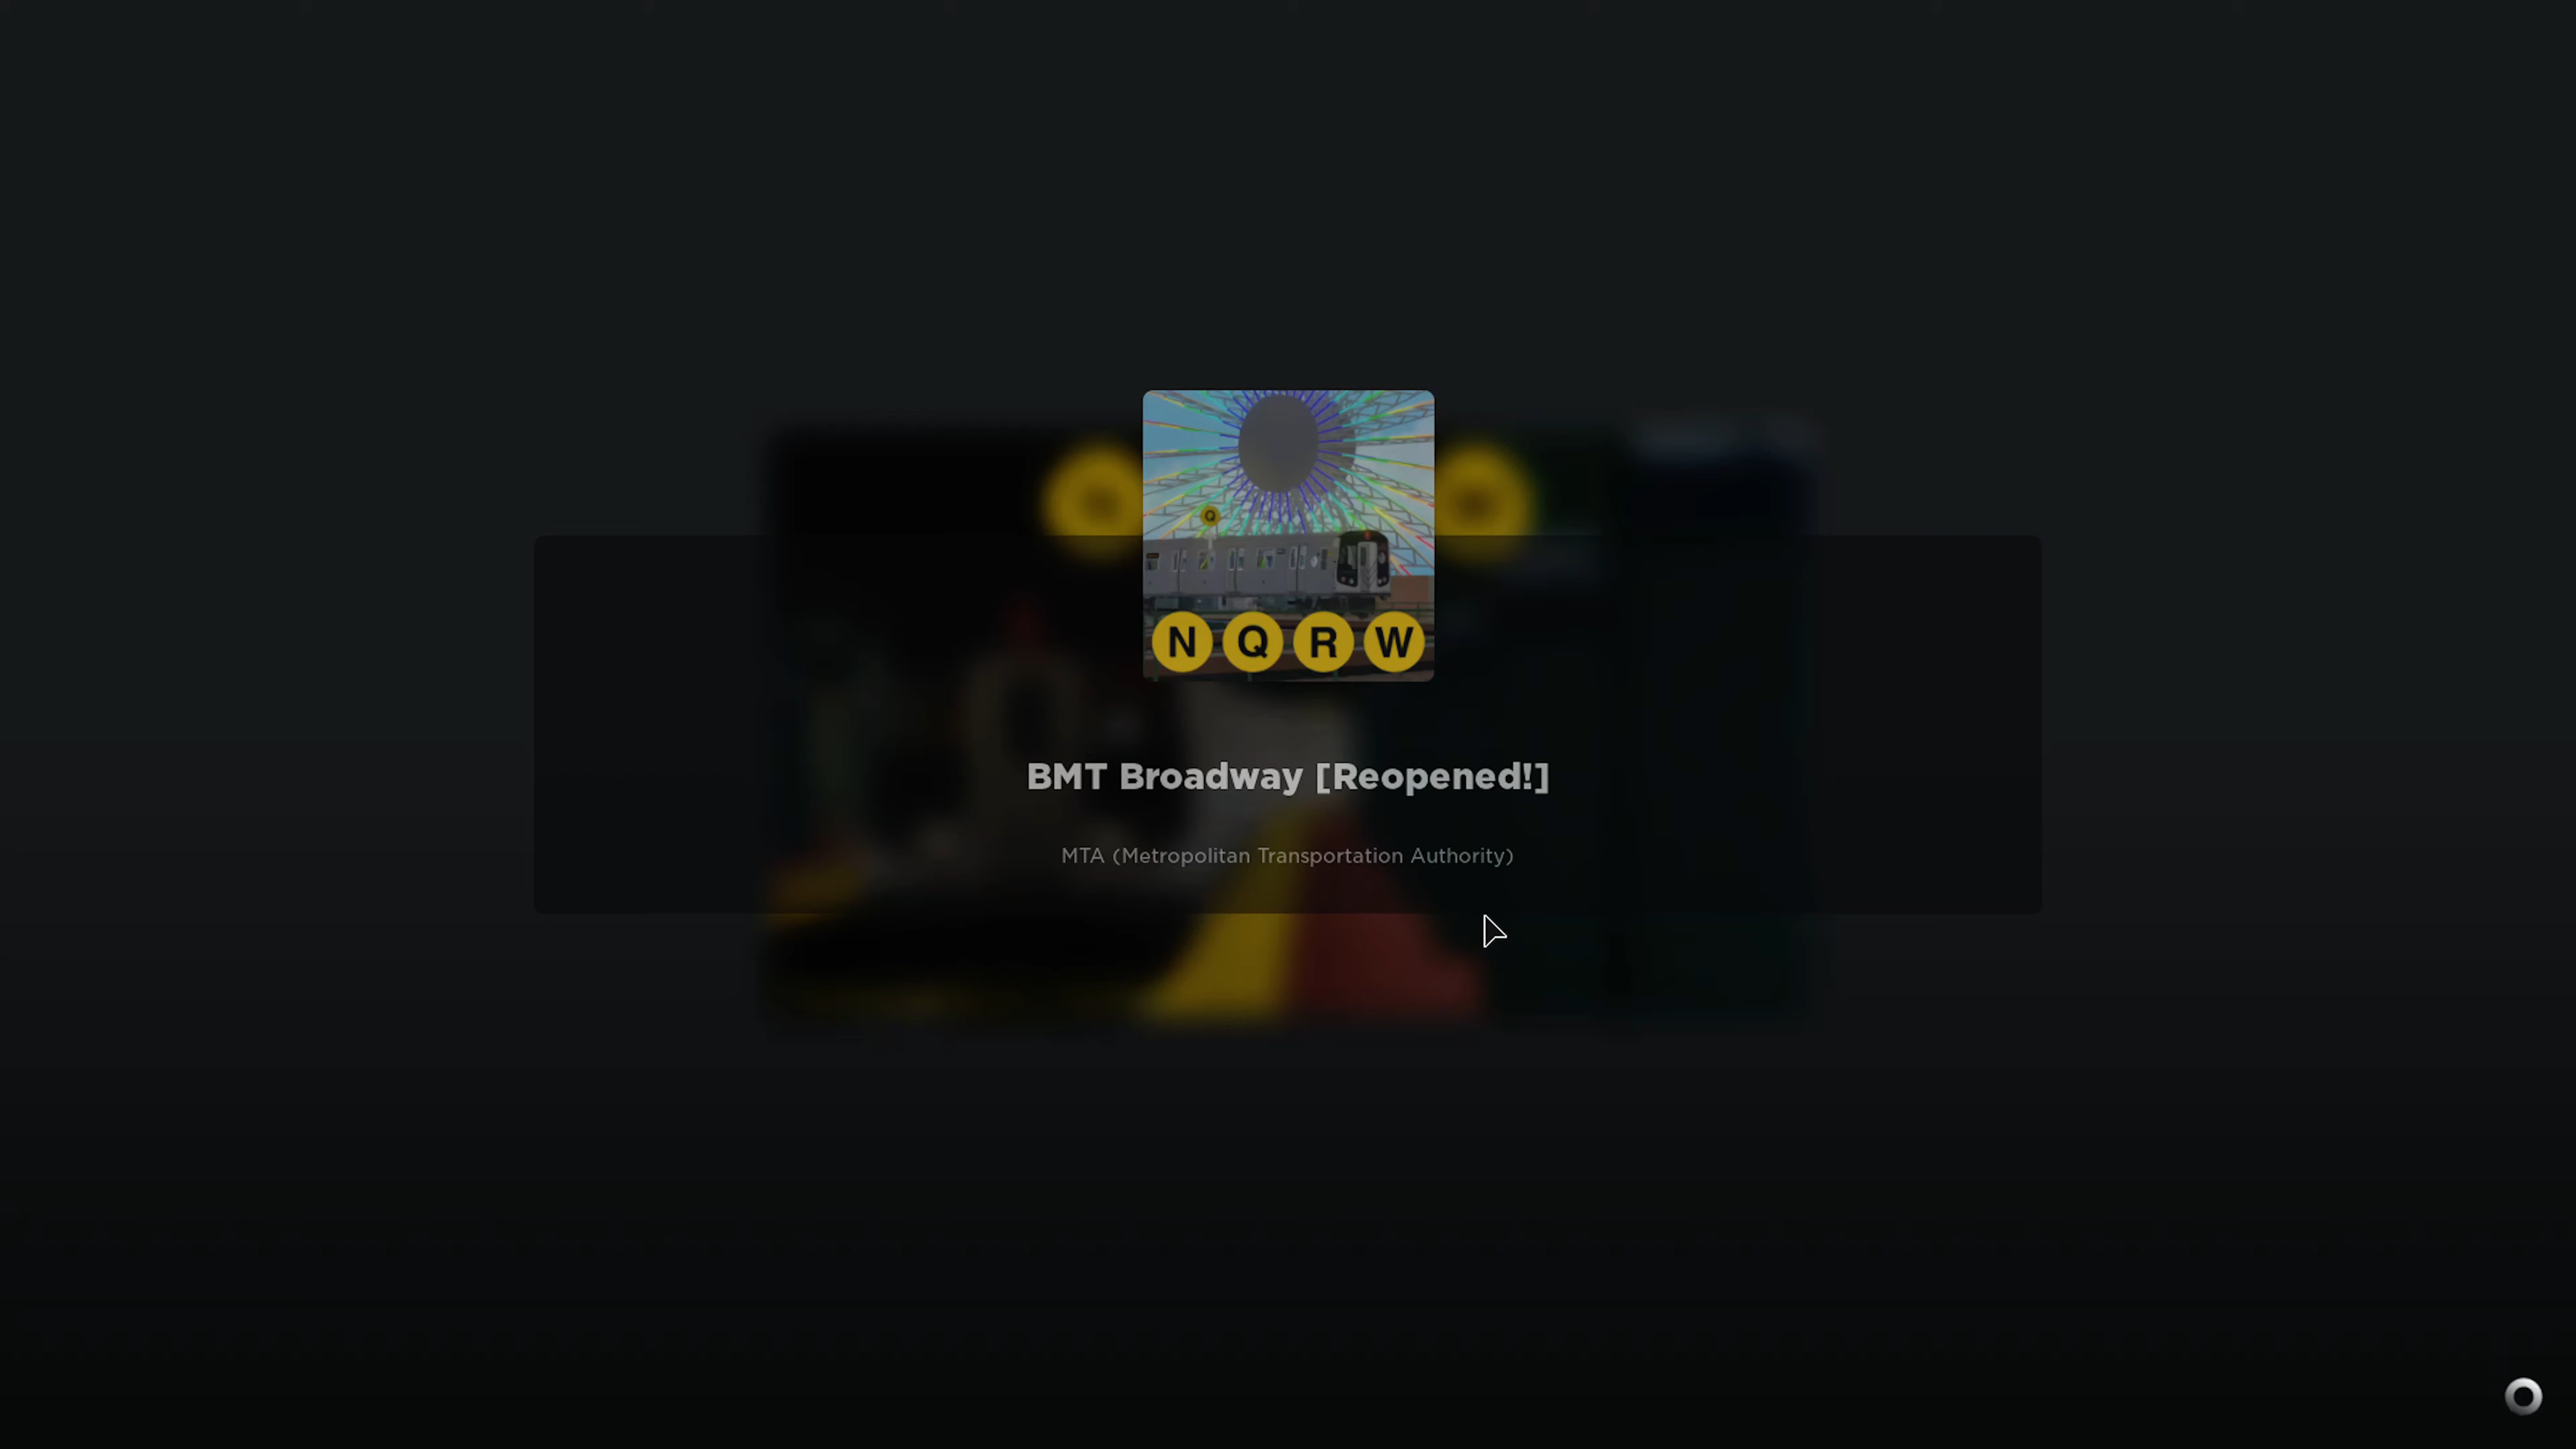 Q
N Q R W
BMT Broadway [Reopened!]
MTA (Metropolitan Transportation Authority)